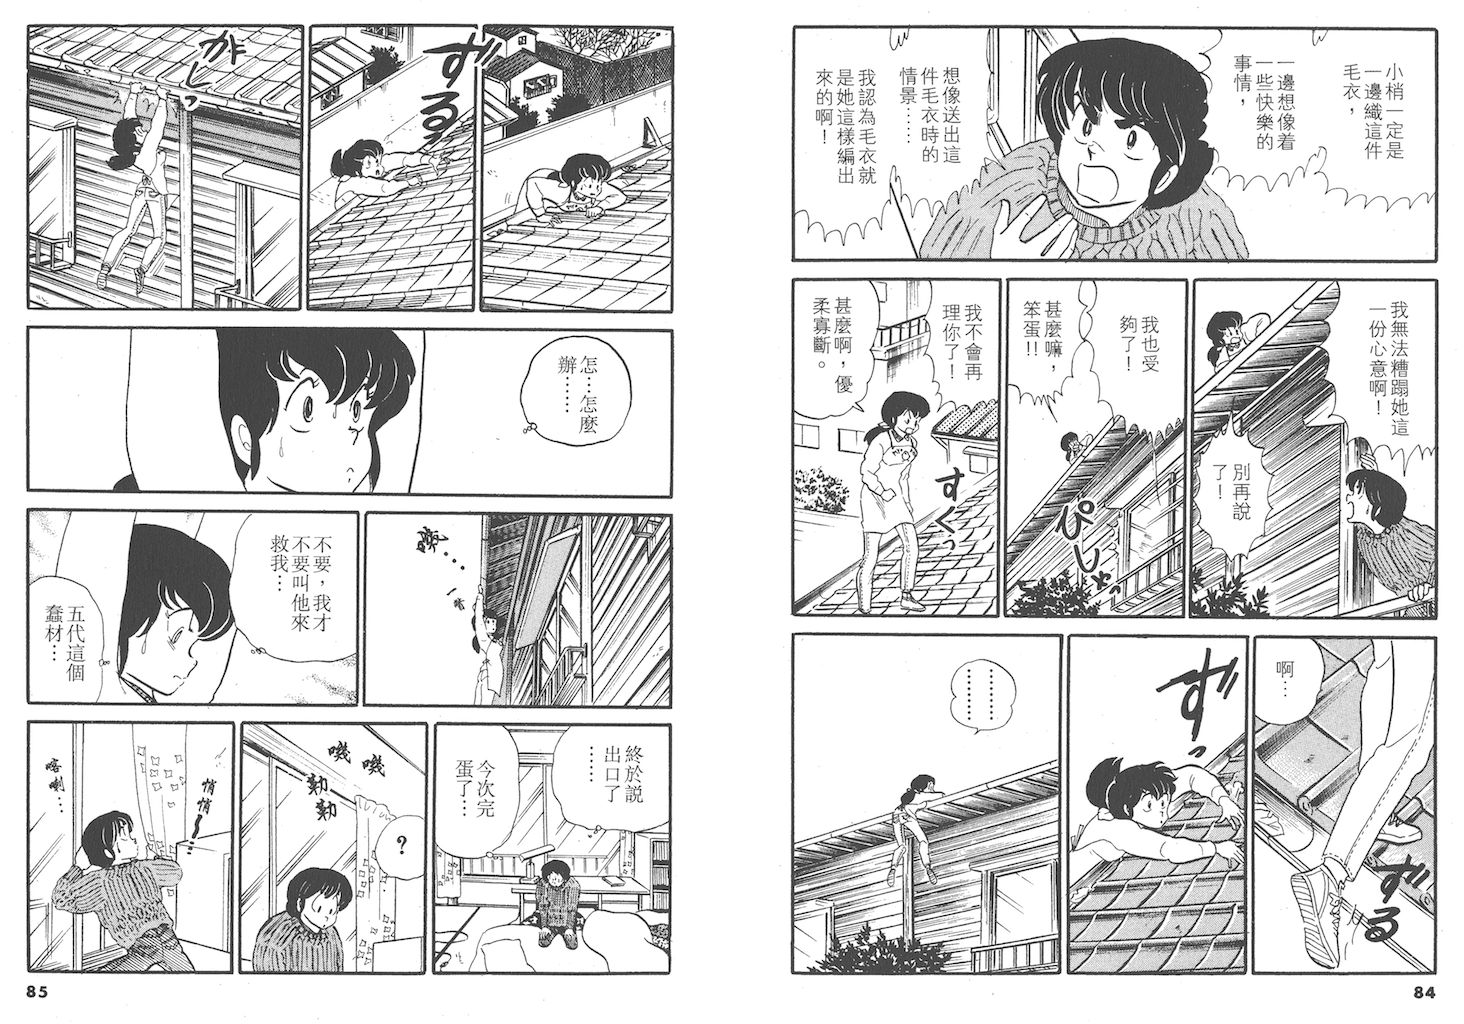 小梢一定是
一邊織這件
毛衣，
一邊想像着
一些快樂的
事情，
想像送出這
件毛衣時的
情景……
我認為毛衣就
是她這樣編出
來的啊！
我無法糟蹋她這
一份心意啊！
別再說
了！
我也受
夠了！
甚麼嘛，
笨蛋!!
ぴしゃっ
我不會再
理你了！
甚麼啊，優
柔寡斷。
すくっ
啊…
ずる
ずっ
…………
84
ずる
ガしっ
怎…怎麼
辦……
嘰…
一瞥
不要，我才
不要叫他來
救我…
五代這個
蠢材…
終於說
出口了
……
今次完
蛋了…
嘰嘰
勤勤
？
悄悄～
喀喇…
85